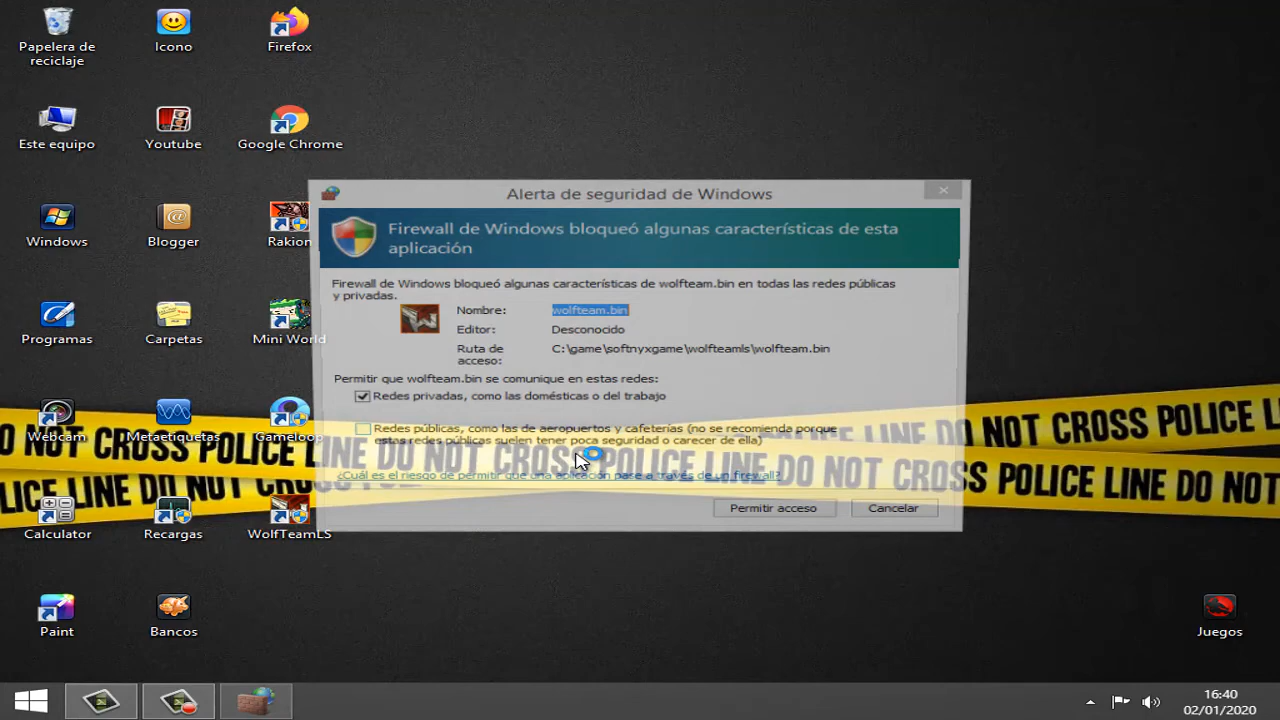 Papelera de
reciclaje
Icono
Firefox
Este equipo
Youtube
Google Chrome
Windows
Blogger
Rakion
Programas
Carpetas
Mini World
Webcam
Metaetiquetas
Gameloop
Calculator
Recargas
WolfTeamLS
Paint
Bancos
Juegos
Alerta de seguridad de Windows
Firewall de Windows bloqueó algunas características de esta
aplicación
Firewall de Windows bloqueó algunas características de wolfteam.bin en todas las redes públicas
y privadas.
Nombre: wolfteam.bin
Editor: Desconocido
Ruta de C:\game\softnyxgame\wolfteamls\wolfteam.bin
acceso:
Permitir que wolfteam.bin se comunique en estas redes:
Redes privadas, como las domésticas o del trabajo
Redes públicas, como las de aeropuertos y cafeterías (no se recomienda porque
estas redes públicas suelen tener poca seguridad o carecer de ella)
¿Cuál es el riesgo de permitir que una aplicación pase a través de un firewall?
Permitir acceso
Cancelar
O NOT CROSS POLICE LINE DO NOT CROSS POLICE LINE DO NOT CROSS POLICE LINE
POLICE LINE DO NOT CROSS POLICE LINE DO NOT
16:40
02/01/2020